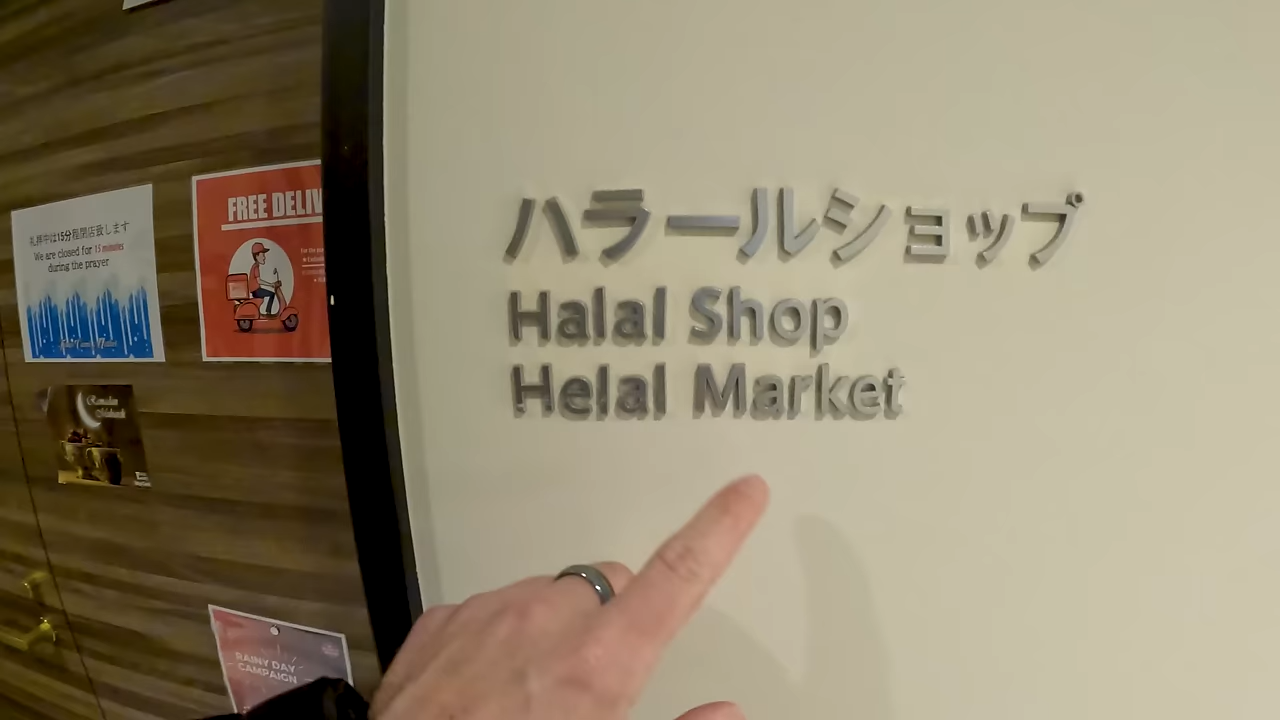 礼拝中は15分程閉店致します
We are closed for 15 minutes
during the prayer
FREE DELIV
Ramadan
Mubarak
RAINY DAY
CAMPAIGN
ハラールショップ
Halal Shop
Helal Market